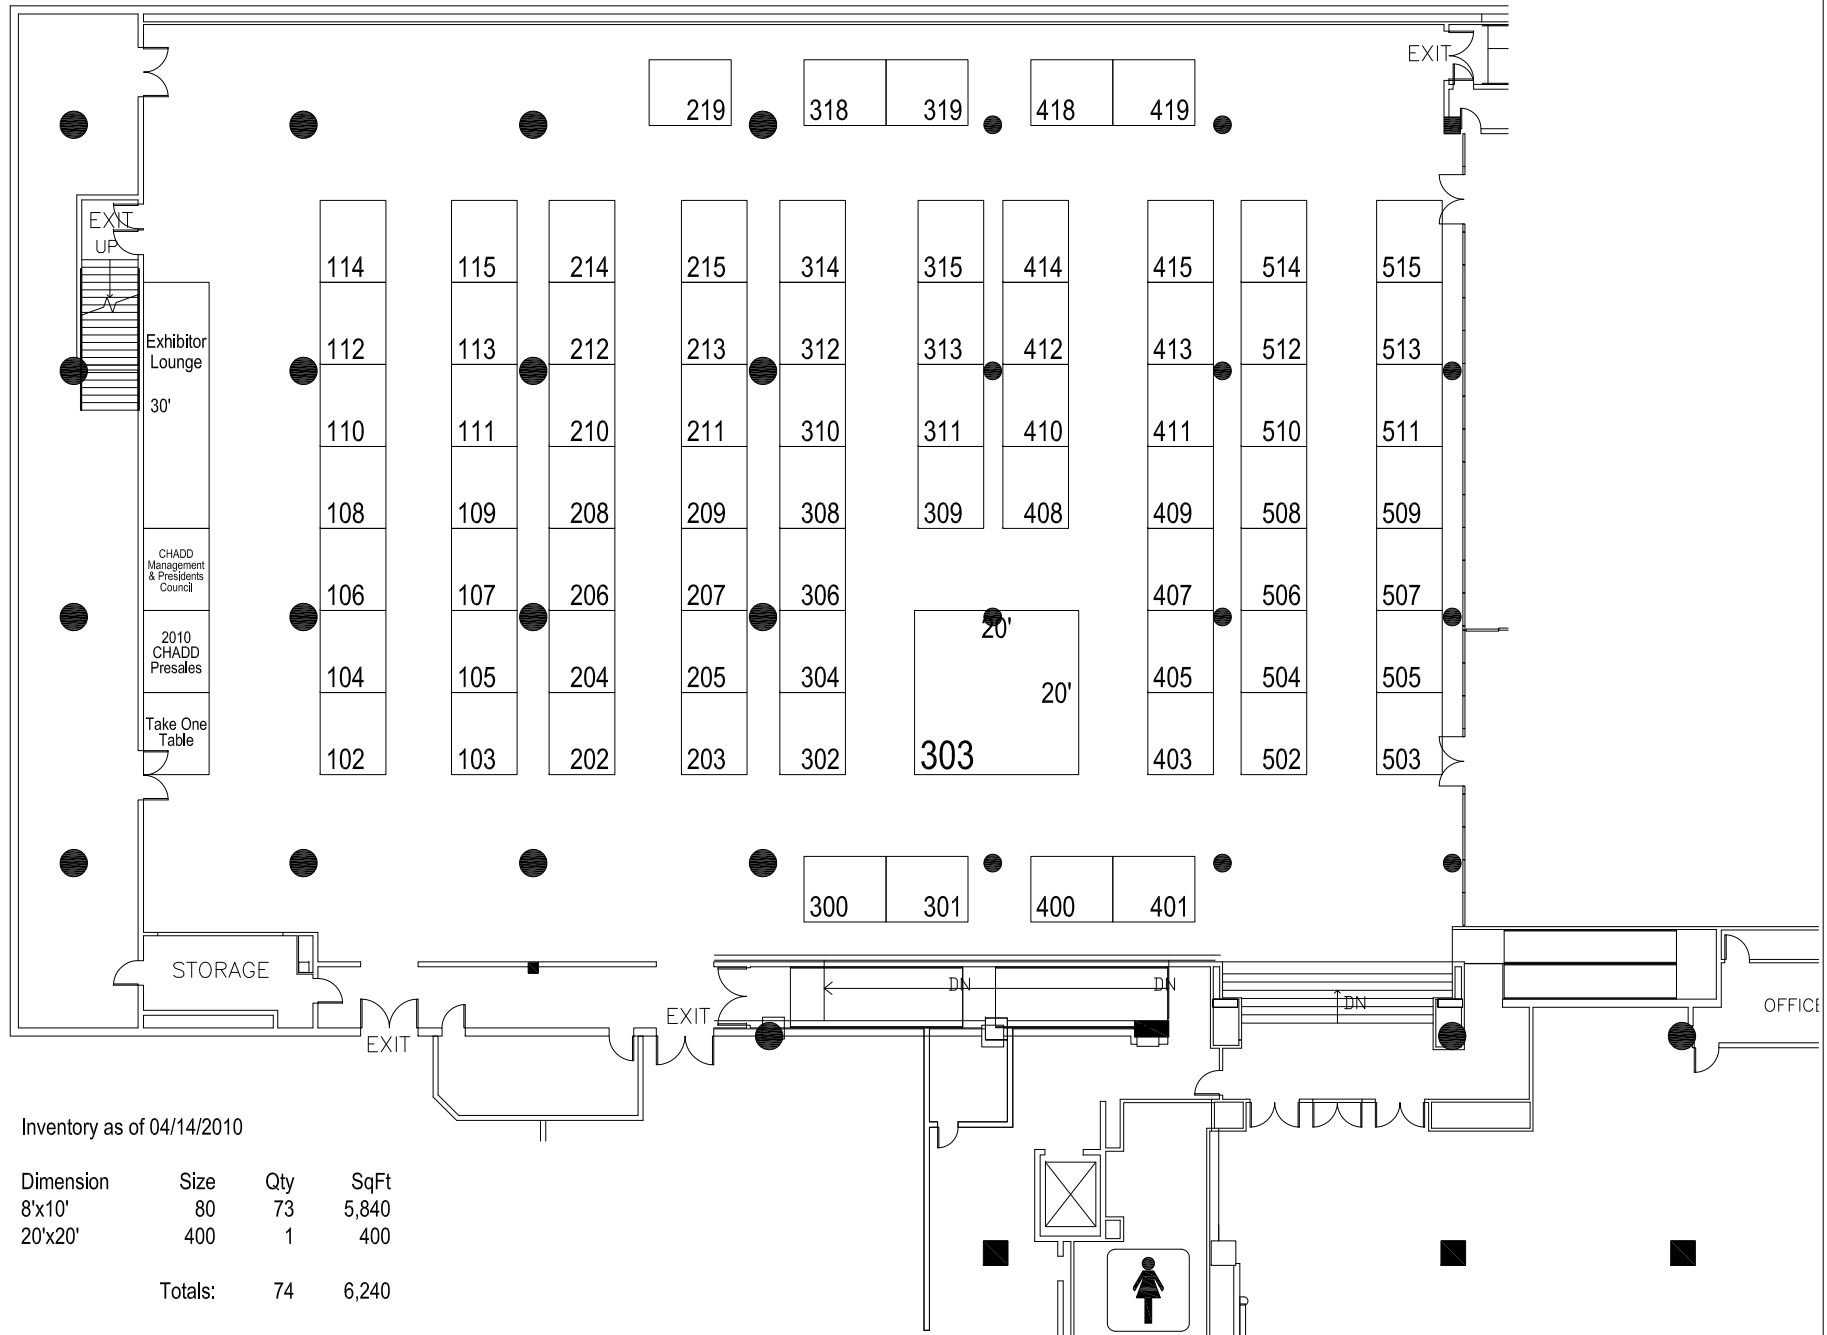 EXIT
219 318 319 418 419
EXIT
UP
114 115 214 215 314 315 414 415 514 515
Exhibitor
Lounge
30'
112 113 212 213 312 313 412 413 512 513
110 111 210 211 310 311 410 411 510 511
108 109 208 209 308 309 408 409 508 509
CHADD
Management
& Presidents
Council
106 107 206 207 306 407 506 507
2010
CHADD
Presales
20'
104 105 204 205 304 20' 405 504 505
Take One
Table
102 103 202 203 302 303 403 502 503
300 301 400 401
STORAGE
DN DN DN
OFFICE
EXIT EXIT
Inventory as of 04/14/2010
Dimension Size Qty SqFt
8'x10' 80 73 5,840
20'x20' 400 1 400
Totals: 74 6,240